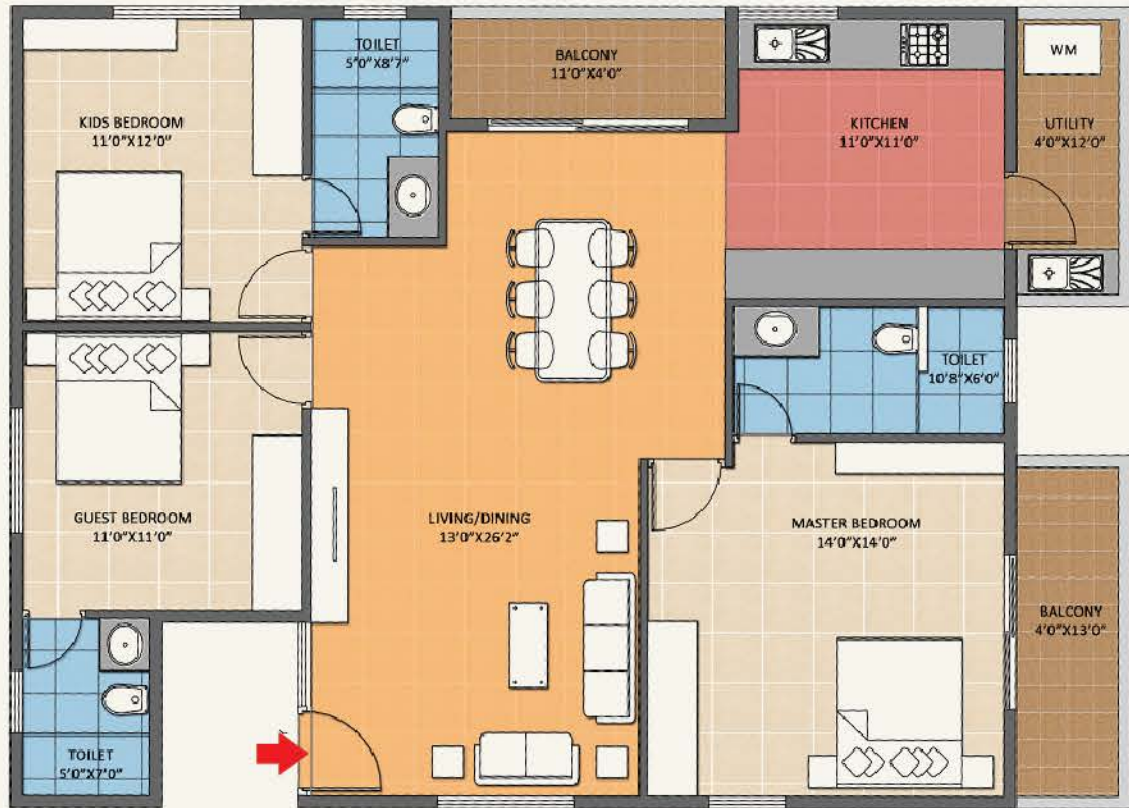 TOILET
5'0"X8'7"
BALCONY
11'0"X4'0"
WM
KIDS BEDROOM
11'0"X12'0"
KITCHEN
11'0"X11'0"
UTILITY
4'0"X12'0"
TOILET
10'8"X6'0"
GUEST BEDROOM
11'0"X11'0"
LIVING/DINING
13'0"X26'2"
MASTER BEDROOM
14'0"X14'0"
BALCONY
4'0"X13'0"
TOILET
5'0"X7'0"